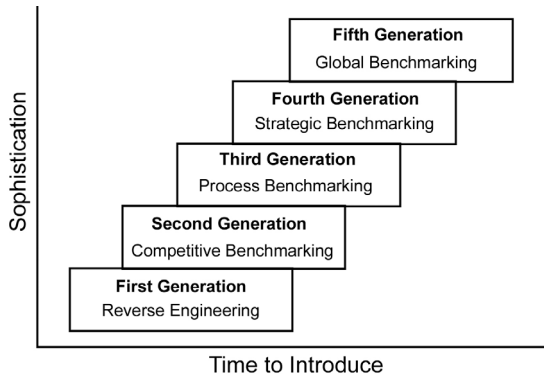 Fifth Generation
Global Benchmarking
Fourth Generation
Strategic Benchmarking
Third Generation
Process Benchmarking
Second Generation
Competitive Benchmarking
First Generation
Reverse Engineering
Sophistication
Time to Introduce